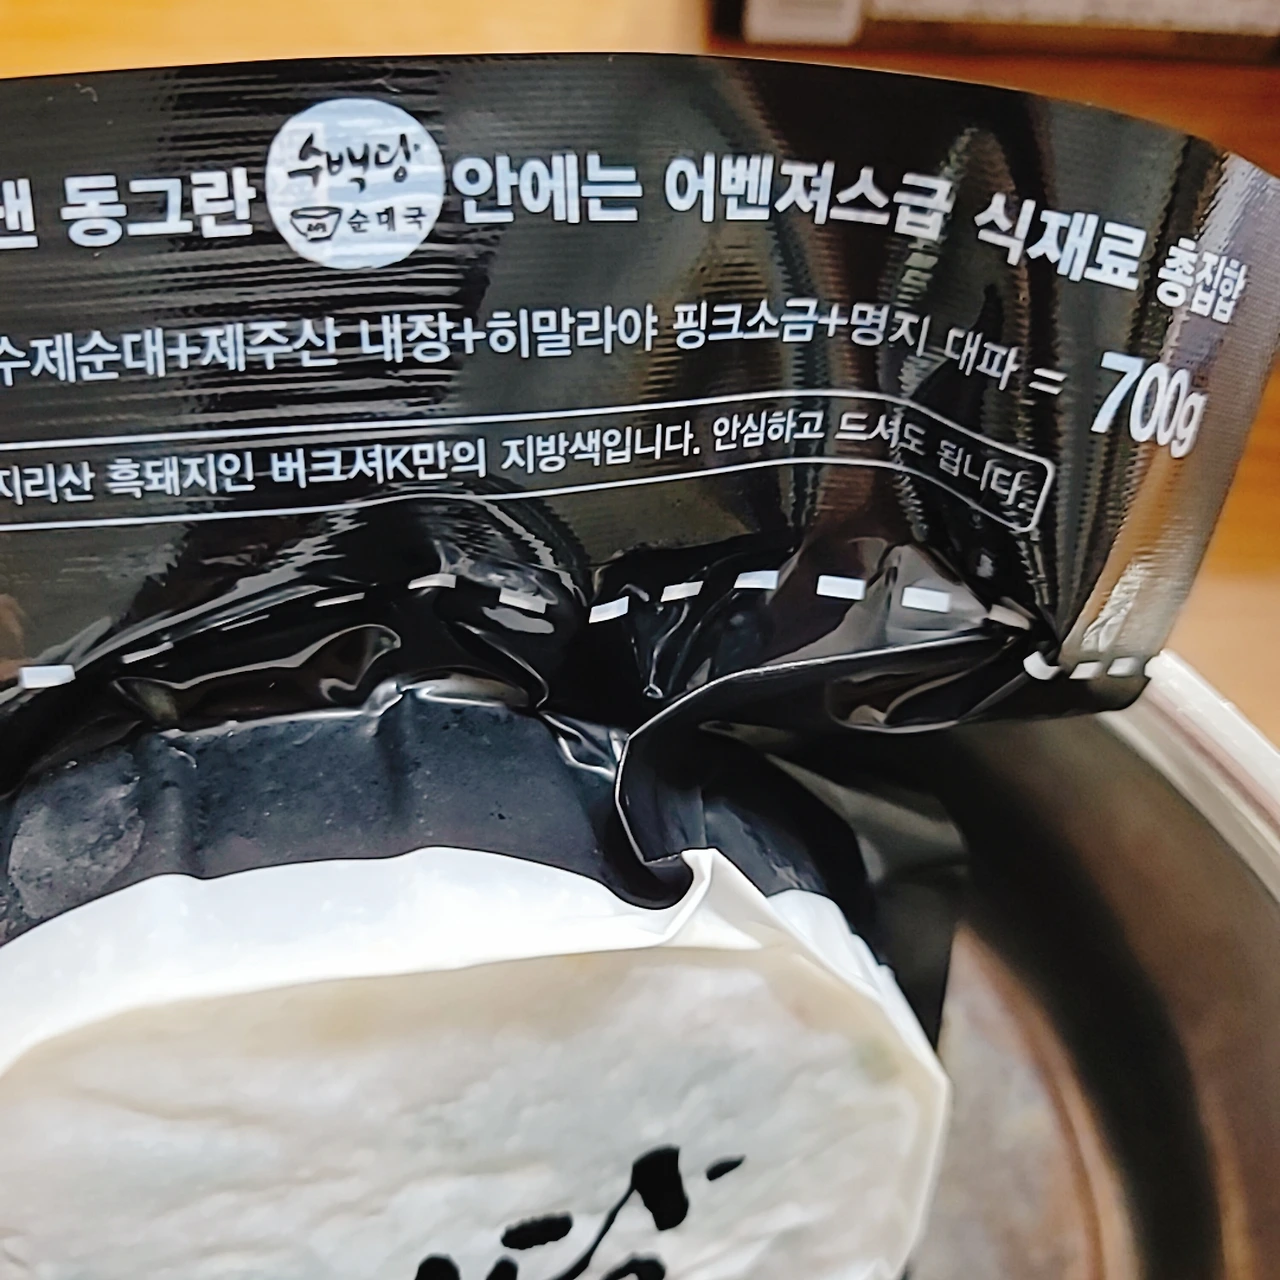 동그란 수백당 순대국 안에는 어벤져스급 식재료 총집합
수제순대+제주산 내장+히말라야 핑크소금+명지 대파 = 700g
지리산 흑돼지인 버크셔K만의 지방색입니다. 안심하고 드셔도 됩니다.